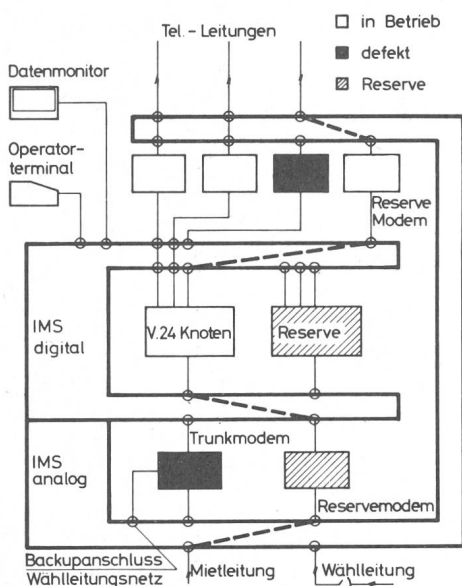 Tel.-Leitungen
in Betrieb
defekt
Reserve
Datenmonitor
Operator-
terminal
Reserve
Modem
IMS
digital
V.24 Knoten
Reserve
IMS
analog
Trunkmodem
Reservemodem
Backupanschluss
Wählleitungsnetz
Mietleitung
Wählleitung